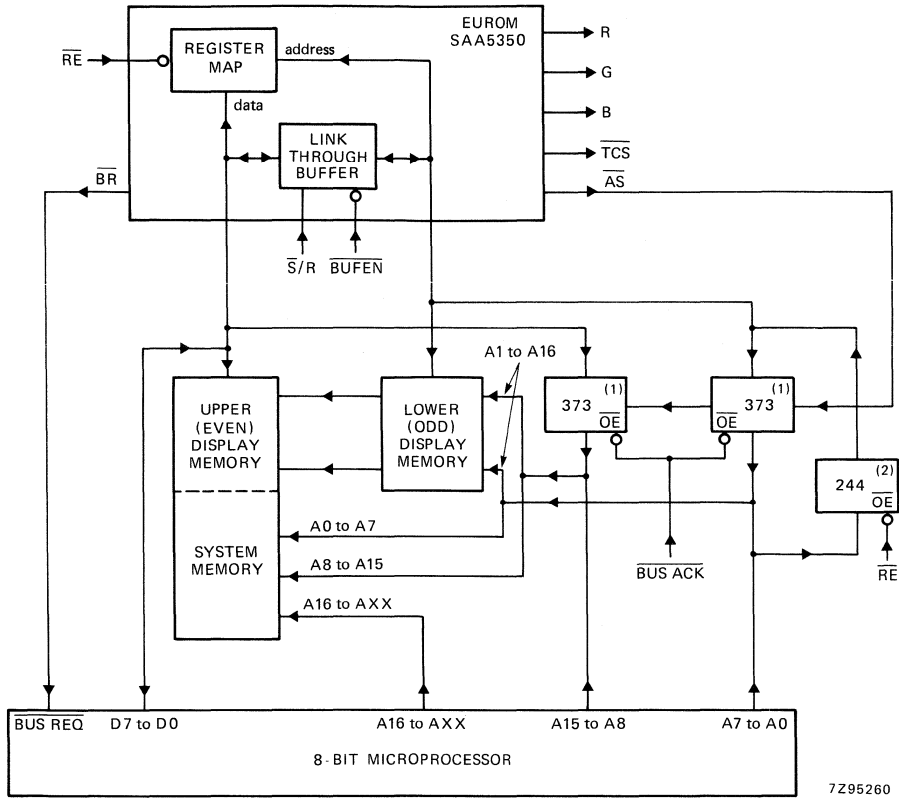 EUROM
SAA5350
REGISTER
MAP
address
data
RE
LINK
THROUGH
BUFFER
BR
S/R
BUFEN
R
G
B
TCS
AS
A1 to A16
UPPER
(EVEN)
DISPLAY
MEMORY
LOWER
(ODD)
DISPLAY
MEMORY
373
(1)
OE
373
(1)
OE
244
(2)
OE
RE
BUS ACK
SYSTEM
MEMORY
A0 to A7
A8 to A15
A16 to AXX
BUS REQ
D7 to D0
A16 to AXX
A15 to A8
A7 to A0
8-BIT MICROPROCESSOR
7Z95260